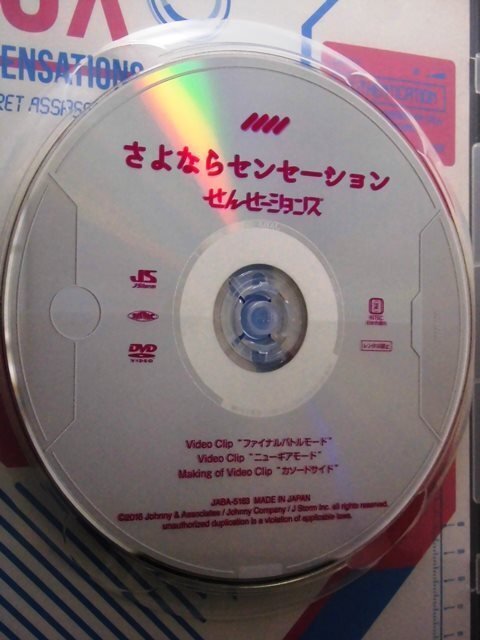 ENSATIONS
RET ASSAS
さよならセンセーション
せんせーションズ
JS
J Storm
NTSC
2
DVD
VIDEO
レンタル禁止
Video Clip "ファイナルバトルモード"
Video Clip "ニューギアモード"
Making of Video Clip "カソードサイド"
JABA-5163 MADE IN JAPAN
©2016 Johnny & Associates / Johnny Company / J Storm Inc. all rights reserved.
unauthorized duplication is a violation of applicable laws.